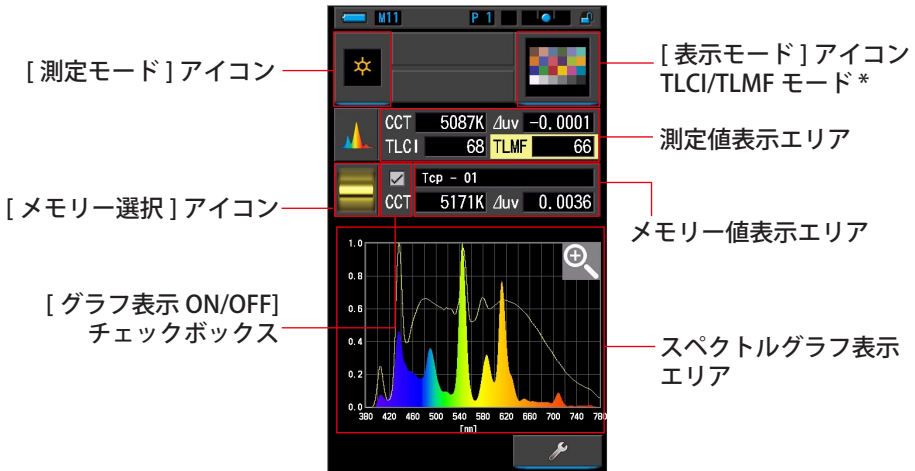 M11 P 1
[ 測定モード ] アイコン
[ 表示モード ] アイコン
TLCI/TLMF モード *
CCT 5087K ⊿uv -0.0001
TLCI 68 TLMF 66
測定値表示エリア
[ メモリー選択 ] アイコン
Tcp - 01
CCT 5171K ⊿uv 0.0036
メモリー値表示エリア
[ グラフ表示 ON/OFF]
チェックボックス
1.0
0.8
0.6
0.4
0.2
0.0
380 420 460 500 540 580 620 660 700 740 780
[nm]
スペクトルグラフ表示
エリア